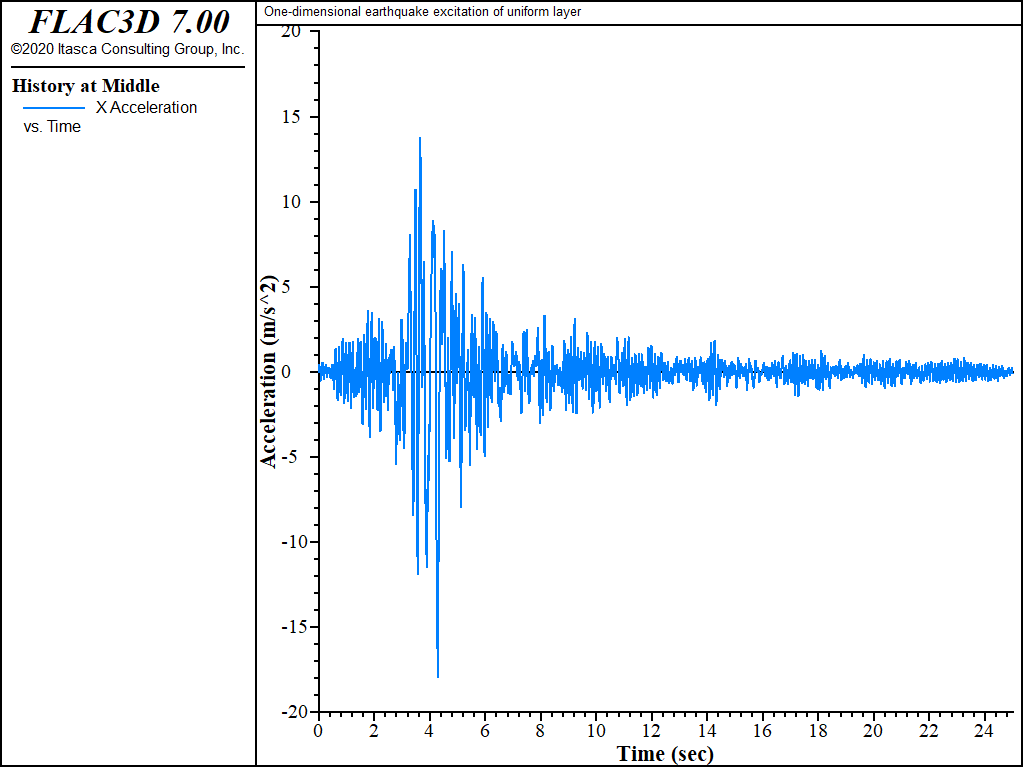 FLAC3D 7.00
©2020 Itasca Consulting Group, Inc.
History at Middle
X Acceleration
vs. Time
One-dimensional earthquake excitation of uniform layer
20
15
10
5
0
-5
-10
-15
-20
Acceleration (m/s^2)
0 2 4 6 8 10 12 14 16 18 20 22 24
Time (sec)